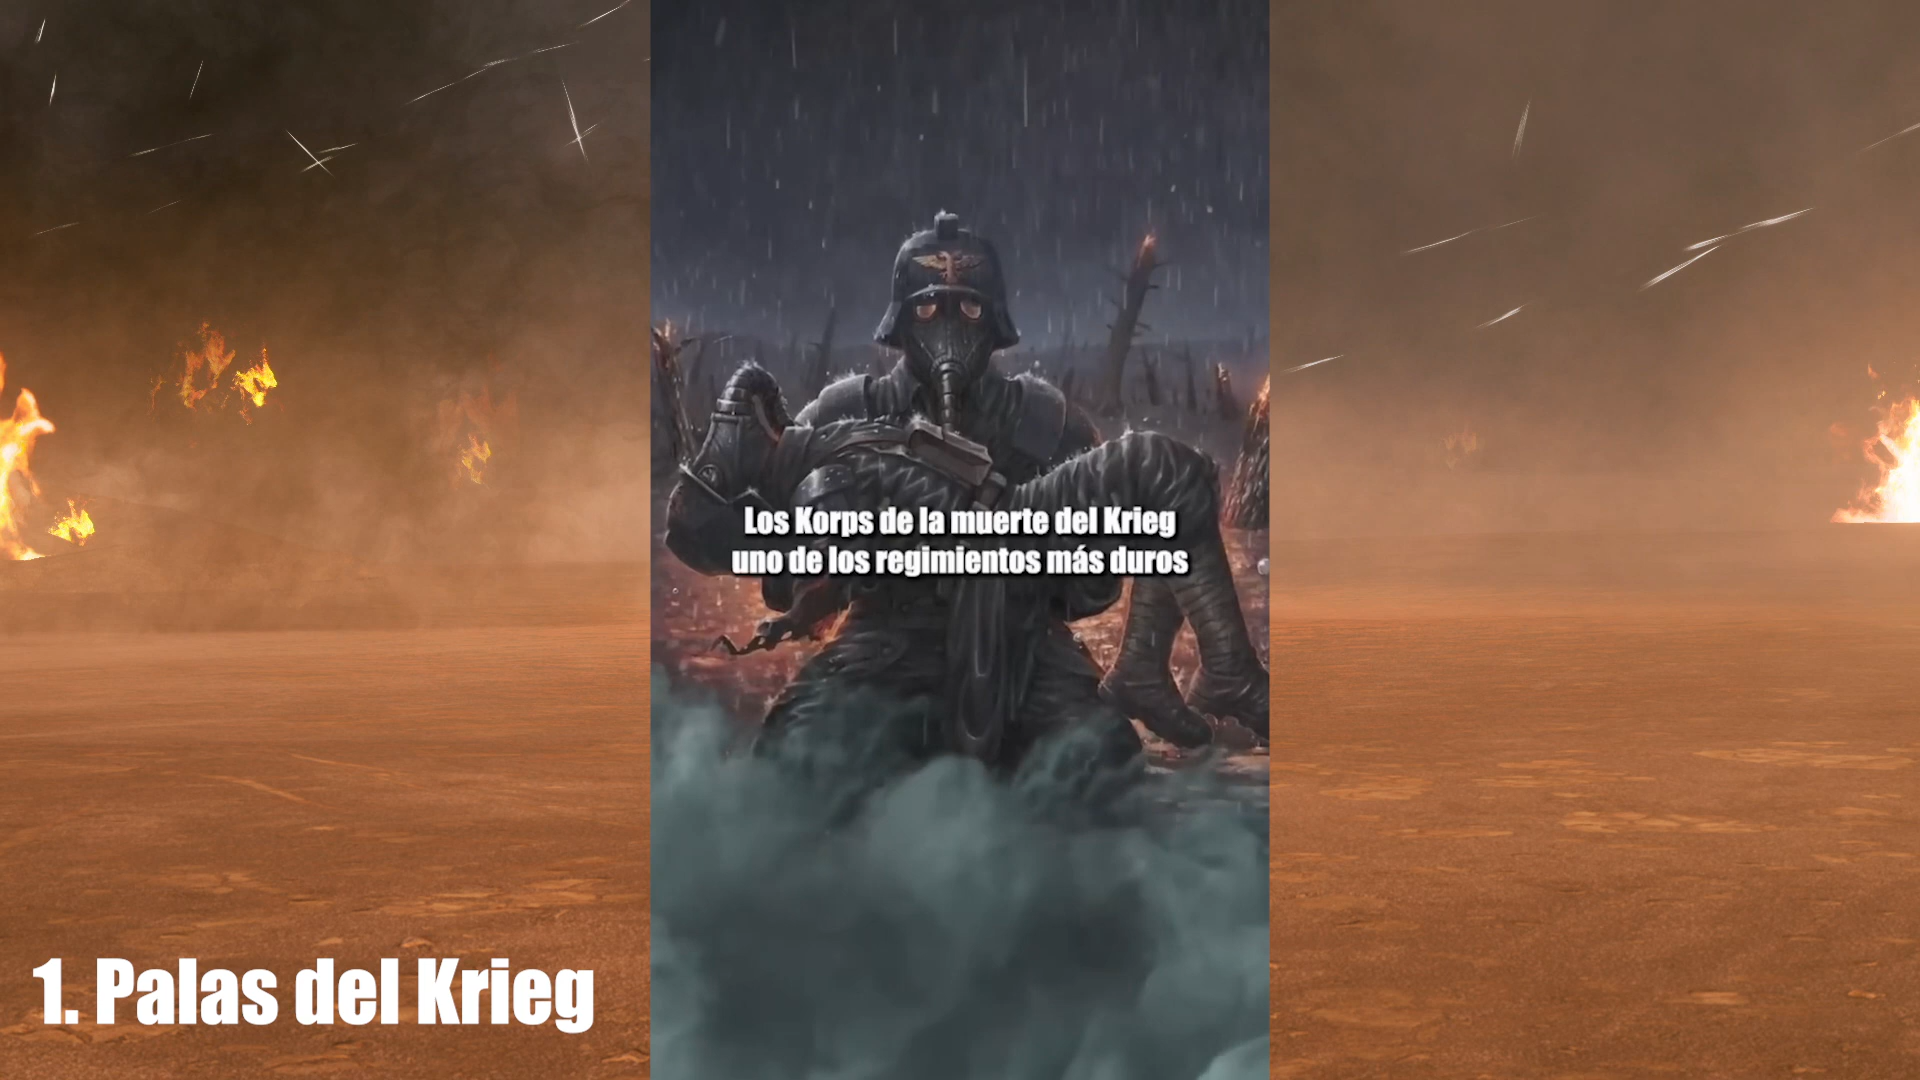 Los Korps de la muerte del Krieg
uno de los regimientos más duros
1. Palas del Krieg